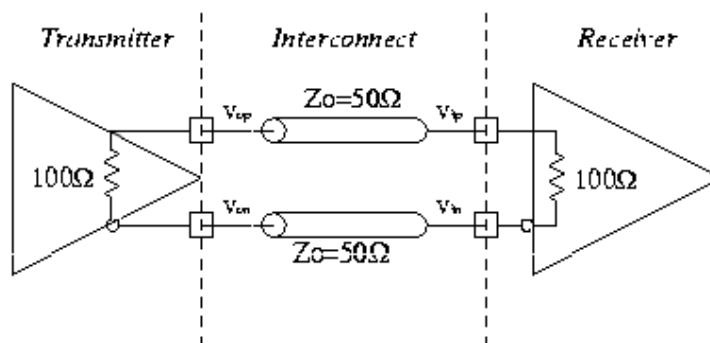 Transmitter Interconnect Receiver
Zo=50Ω
Vop Vip
100Ω 100Ω
Von Vin
Zo=50Ω